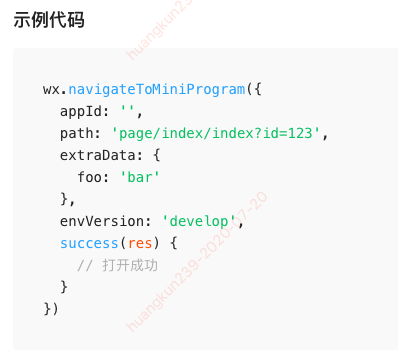 示例代码
wx.navigateToMiniProgram({
  appId: '',
  path: 'page/index/index?id=123',
  extraData: {
    foo: 'bar'
  },
  envVersion: 'develop',
  success(res) {
    // 打开成功
  }
})
huangkun23
huangkun239-2020-07-20